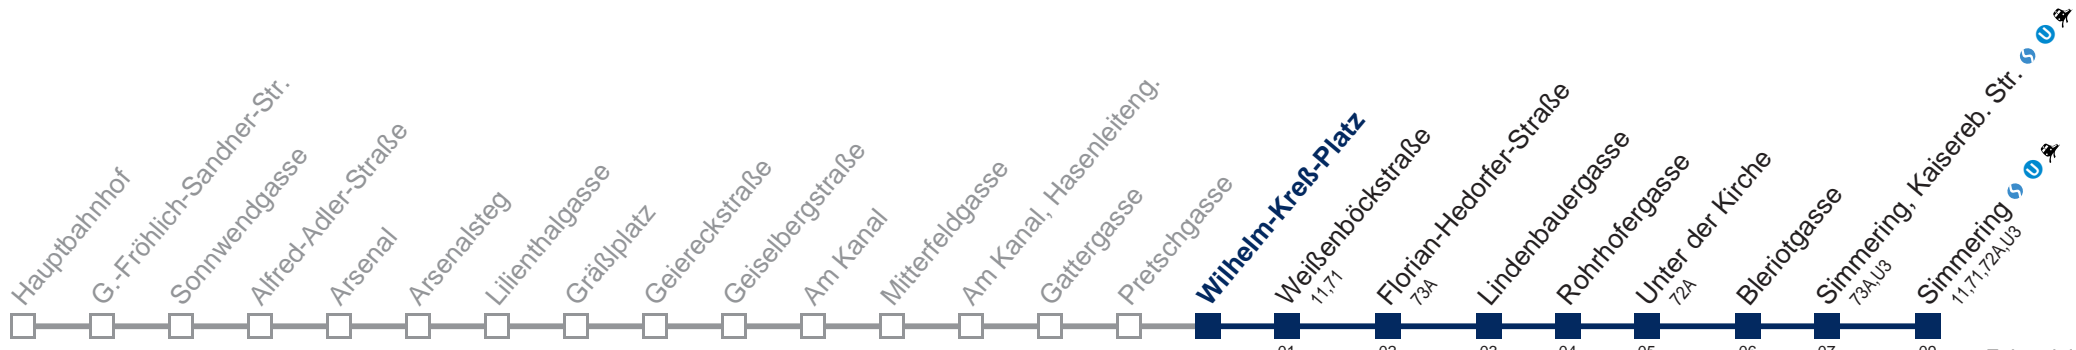 Hauptbahnhof
G.-Fröhlich-Sandner-Str.
Sonnwendgasse
Alfred-Adler-Straße
Arsenal
Arsenalsteg
Lilienthalgasse
Gräßlplatz
Geiereckstraße
Geiselbergstraße
Am Kanal
Mitterfeldgasse
Am Kanal, Hasenleiteng.
Gattergasse
Pretschgasse
Wilhelm-Kreß-Platz
Weißenböckstraße
11,71
Florian-Hedorfer-Straße
73A
Lindenbauergasse
Rohrhofergasse
Unter der Kirche
72A
Bleriotgasse
Simmering, Kaisereb. Str. S U
73A,U3
Simmering S U
11,71,72A,U3